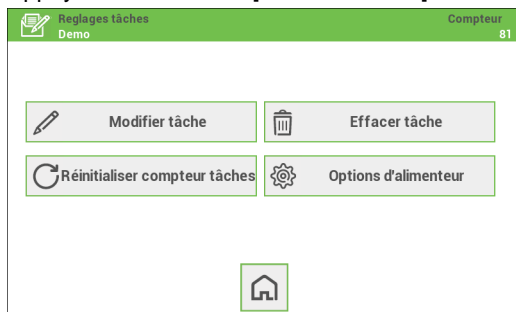 Reglages tâches
Compteur
Demo
81
Modifier tâche
Effacer tâche
Réinitialiser compteur tâches
Options d'alimenteur